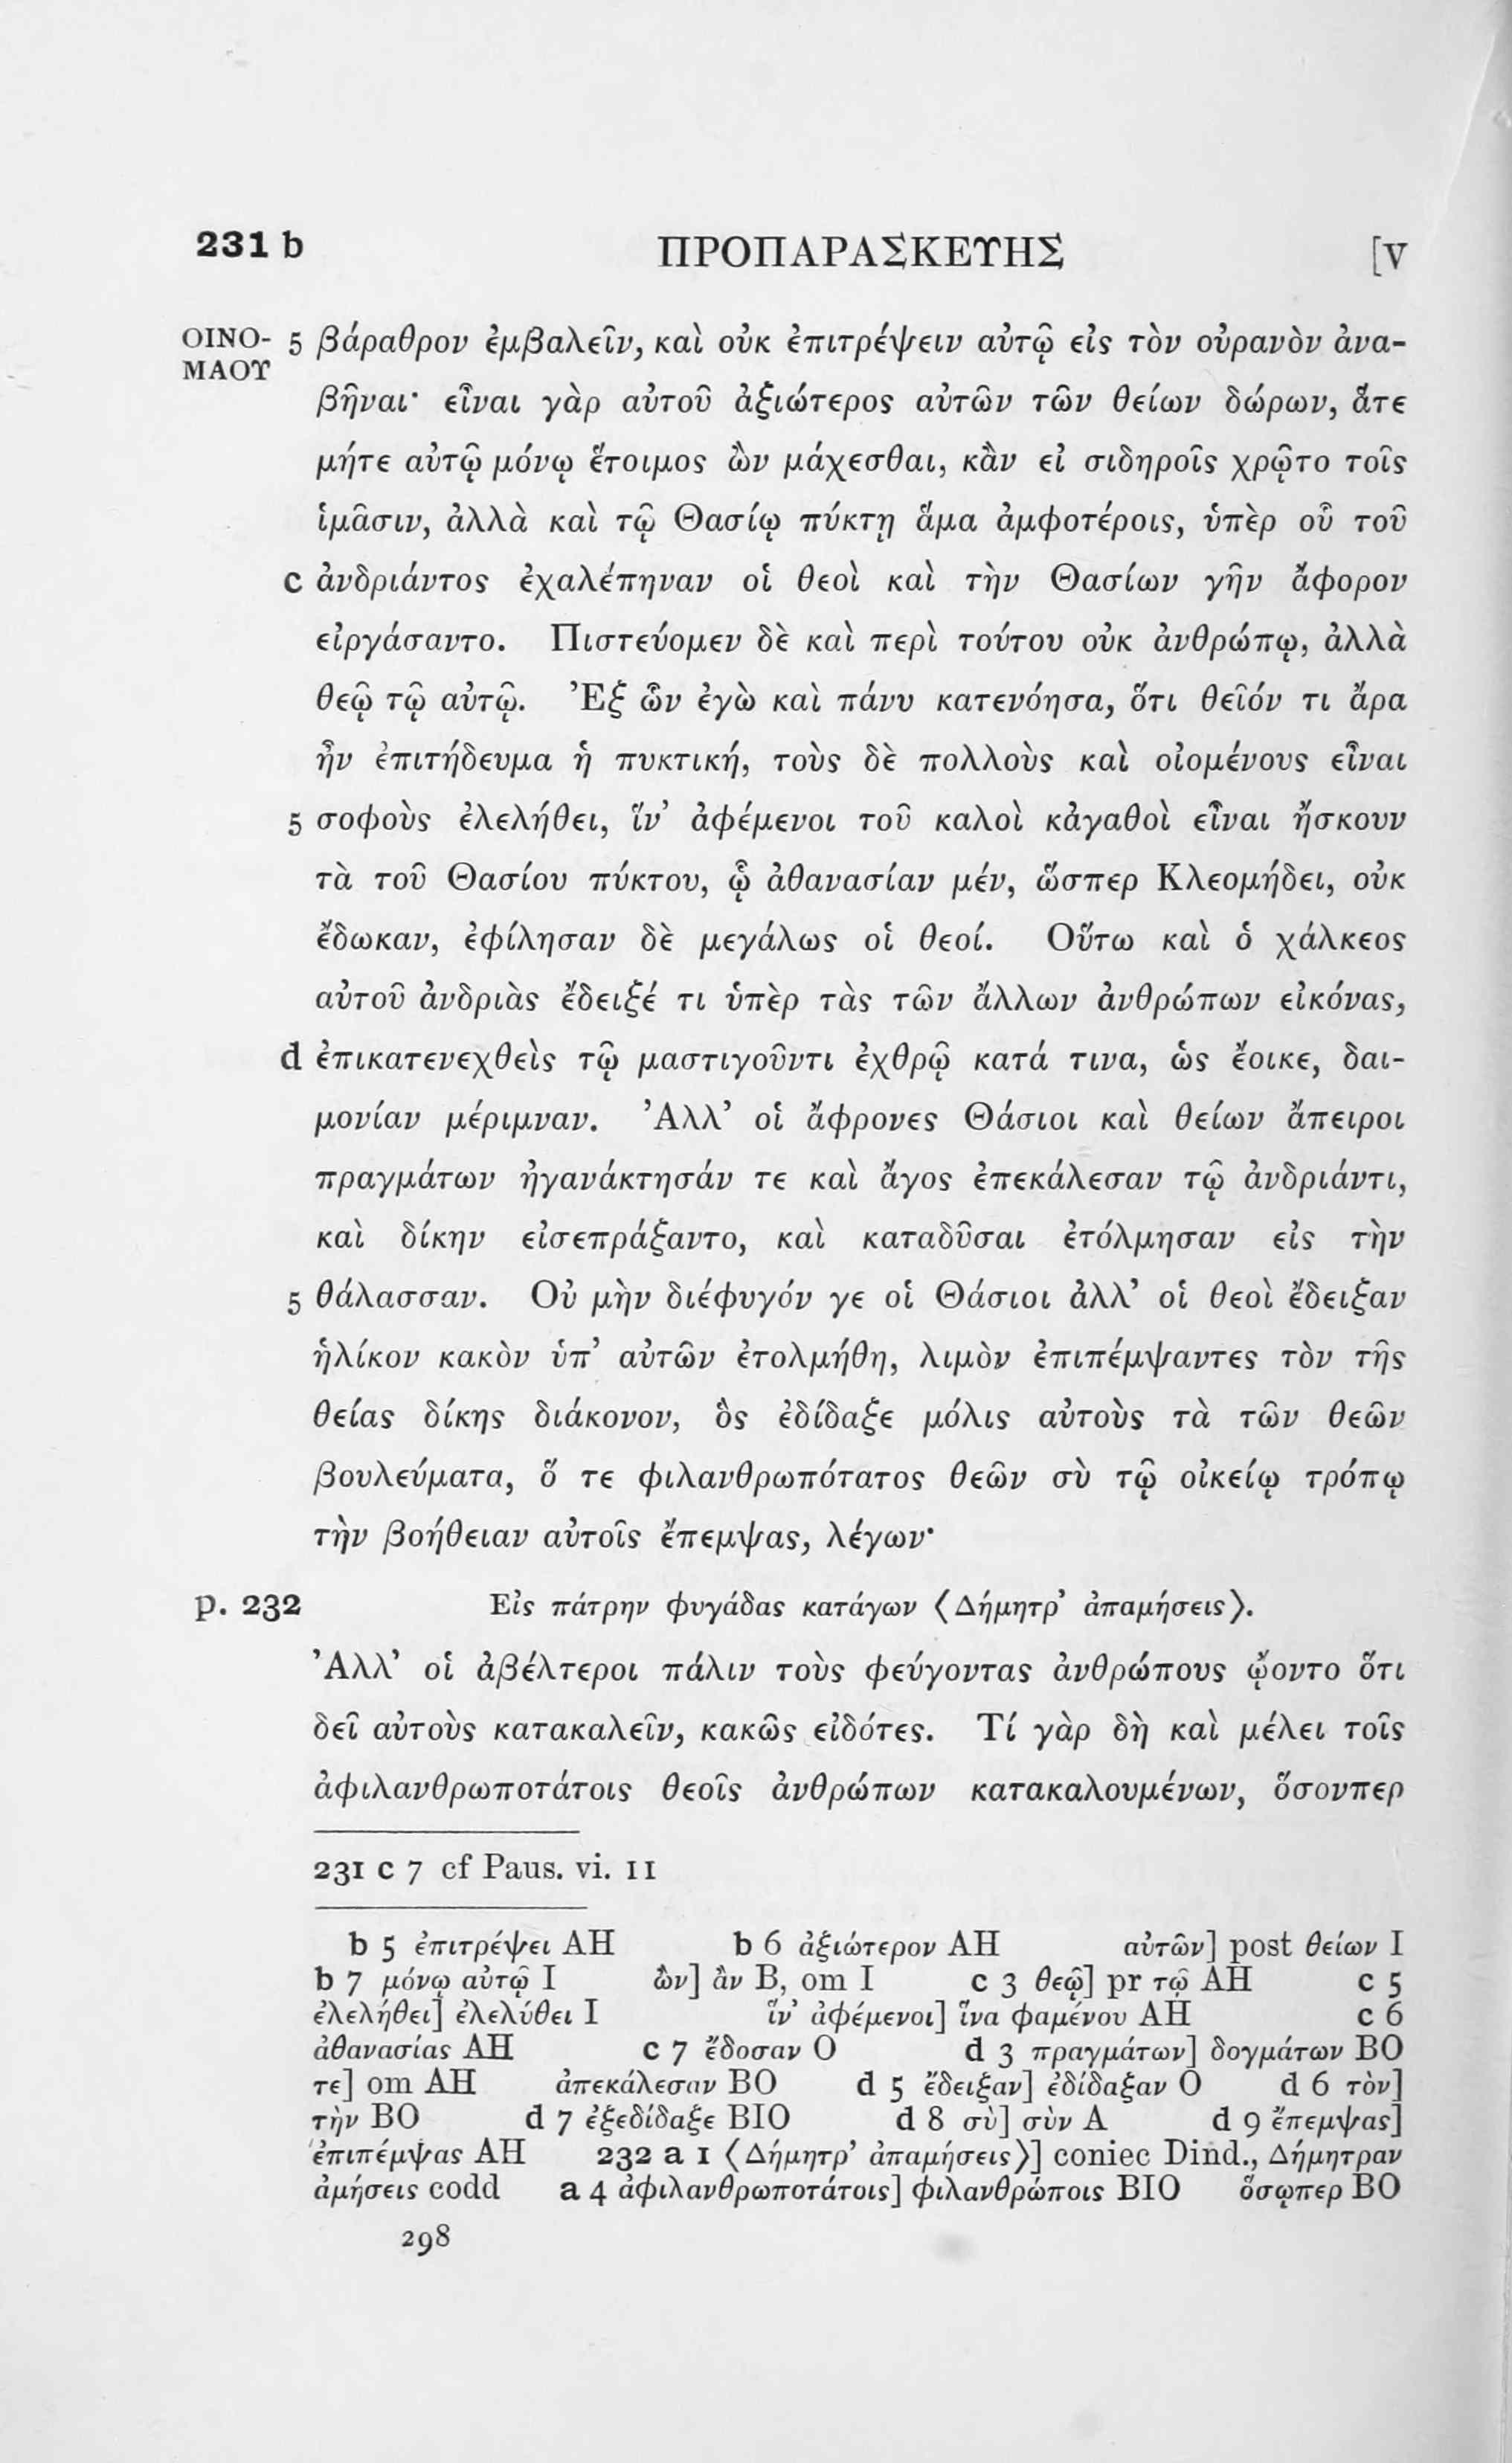 231 b ΠΡΟΠΑΡΑΣΚΕΥΗΣ [V
ΟΙΝΟ- 5 βάραθρον ἐμβαλεῖν, καὶ οὐκ ἐπιτρέψειν αὐτῷ εἰς τὸν οὐρανὸν ἀνα-
ΜΑΟΥ
βῆναι· εἶναι γὰρ αὐτοῦ ἀξιώτερος αὐτῶν τῶν θείων δώρων, ἅτε
μήτε αὐτῷ μόνῳ ἕτοιμος ὢν μάχεσθαι, κἂν εἰ σιδηροῖς χρῷτο τοῖς
ἱμᾶσιν, ἀλλὰ καὶ τῷ Θασίῳ πύκτῃ ἅμα ἀμφοτέροις, ὑπὲρ οὗ τοῦ
c ἀνδριάντος ἐχαλέπηναν οἱ θεοὶ καὶ τὴν Θασίων γῆν ἄφορον
εἰργάσαντο. Πιστεύομεν δὲ καὶ περὶ τούτου οὐκ ἀνθρώπῳ, ἀλλὰ
θεῷ τῷ αὐτῷ. Ἐξ ὧν ἐγὼ καὶ πάνυ κατενόησα, ὅτι θεῖόν τι ἄρα
ἦν ἐπιτήδευμα ἡ πυκτική, τοὺς δὲ πολλοὺς καὶ οἰομένους εἶναι
5 σοφοὺς ἐλελήθει, ἵν’ ἀφέμενοι τοῦ καλοὶ κἀγαθοὶ εἶναι ἤσκουν
τὰ τοῦ Θασίου πύκτου, ᾧ ἀθανασίαν μέν, ὥσπερ Κλεομήδει, οὐκ
ἔδωκαν, ἐφίλησαν δὲ μεγάλως οἱ θεοί. Οὕτω καὶ ὁ χάλκεος
αὐτοῦ ἀνδριὰς ἔδειξέ τι ὑπὲρ τὰς τῶν ἄλλων ἀνθρώπων εἰκόνας,
d ἐπικατενεχθεὶς τῷ μαστιγοῦντι ἐχθρῷ κατά τινα, ὡς ἔοικε, δαι-
μονίαν μέριμναν. Ἀλλ’ οἱ ἄφρονες Θάσιοι καὶ θείων ἄπειροι
πραγμάτων ἠγανάκτησάν τε καὶ ἄγος ἐπεκάλεσαν τῷ ἀνδριάντι,
καὶ δίκην εἰσεπράξαντο, καὶ καταδῦσαι ἐτόλμησαν εἰς τὴν
5 θάλασσαν. Οὐ μὴν διέφυγόν γε οἱ Θάσιοι ἀλλ’ οἱ θεοὶ ἔδειξαν
ἡλίκον κακὸν ὑπ’ αὐτῶν ἐτολμήθη, λιμὸν ἐπιπέμψαντες τὸν τῆς
θείας δίκης διάκονον, ὃς ἐδίδαξε μόλις αὐτοὺς τὰ τῶν θεῶν
βουλεύματα, ὅ τε φιλανθρωπότατος θεῶν σὺ τῷ οἰκείῳ τρόπῳ
τὴν βοήθειαν αὐτοῖς ἔπεμψας, λέγων·
p. 232 Εἰς πάτρην φυγάδας κατάγων ⟨Δήμητρ’ ἀπαμήσεις⟩.
Ἀλλ’ οἱ ἀβέλτεροι πάλιν τοὺς φεύγοντας ἀνθρώπους ᾤοντο ὅτι
δεῖ αὐτοὺς κατακαλεῖν, κακῶς εἰδότες. Τί γὰρ δὴ καὶ μέλει τοῖς
ἀφιλανθρωποτάτοις θεοῖς ἀνθρώπων κατακαλουμένων, ὅσονπερ
231 c 7 cf Paus. vi. 11
b 5 ἐπιτρέψει AH b 6 ἀξιώτερον AH αὐτῶν] post θείων I
b 7 μόνῳ αὐτῷ I ὢν] ἂν B, om I c 3 θεῷ] pr τῷ AH c 5
ἐλελήθει] ἐλελύθει I ἵν’ ἀφέμενοι] ἵνα φαμένου AH c 6
ἀθανασίας AH c 7 ἔδοσαν O d 3 πραγμάτων] δογμάτων BO
τε] om AH ἀπεκάλεσαν BO d 5 ἔδειξαν] ἐδίδαξαν O d 6 τὸν]
τὴν BO d 7 ἐξεδίδαξε BIO d 8 σὺ] σὺν A d 9 ἔπεμψας]
ἐπιπέμψας AH 232 a 1 ⟨Δήμητρ’ ἀπαμήσεις⟩] coniec Dind., Δήμητραν
ἀμήσεις codd a 4 ἀφιλανθρωποτάτοις] φιλανθρώποις BIO ὅσῳπερ BO
298